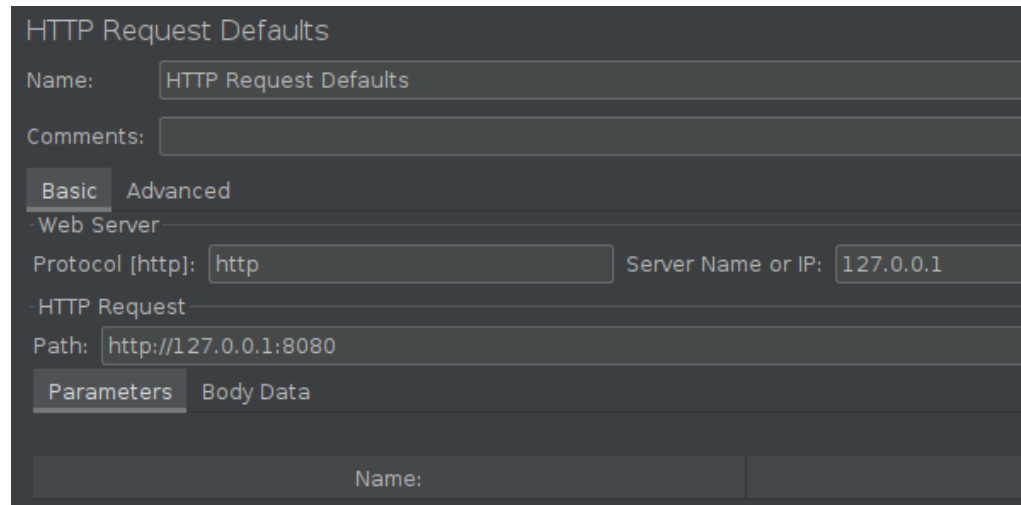 HTTP Request Defaults
Name: HTTP Request Defaults
Comments:
Basic Advanced
Web Server
Protocol [http]: http Server Name or IP: 127.0.0.1
HTTP Request
Path: http://127.0.0.1:8080
Parameters Body Data
Name: